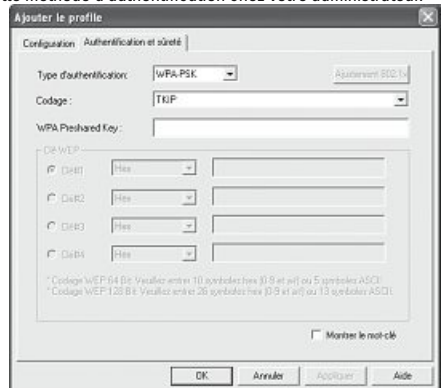 Ajouter le profile
Configuration Authentification et sûreté
Type d'authentification: WPA-PSK Ajustement 802.1x
Codage : TKIP
WPA Preshared Key :
Clé WEP
Clé#1 Hex
Clé#2 Hex
Clé#3 Hex
Clé#4 Hex
* Codage WEP 64 Bit: Veuillez entrer 10 symboles hex (0-9 et a-f) ou 5 symboles ASCII.
* Codage WEP 128 Bit: Veuillez entrer 26 symboles hex (0-9 et a-f) ou 13 symboles ASCII.
Montrer le mot-clé
OK Annuler Appliquer Aide